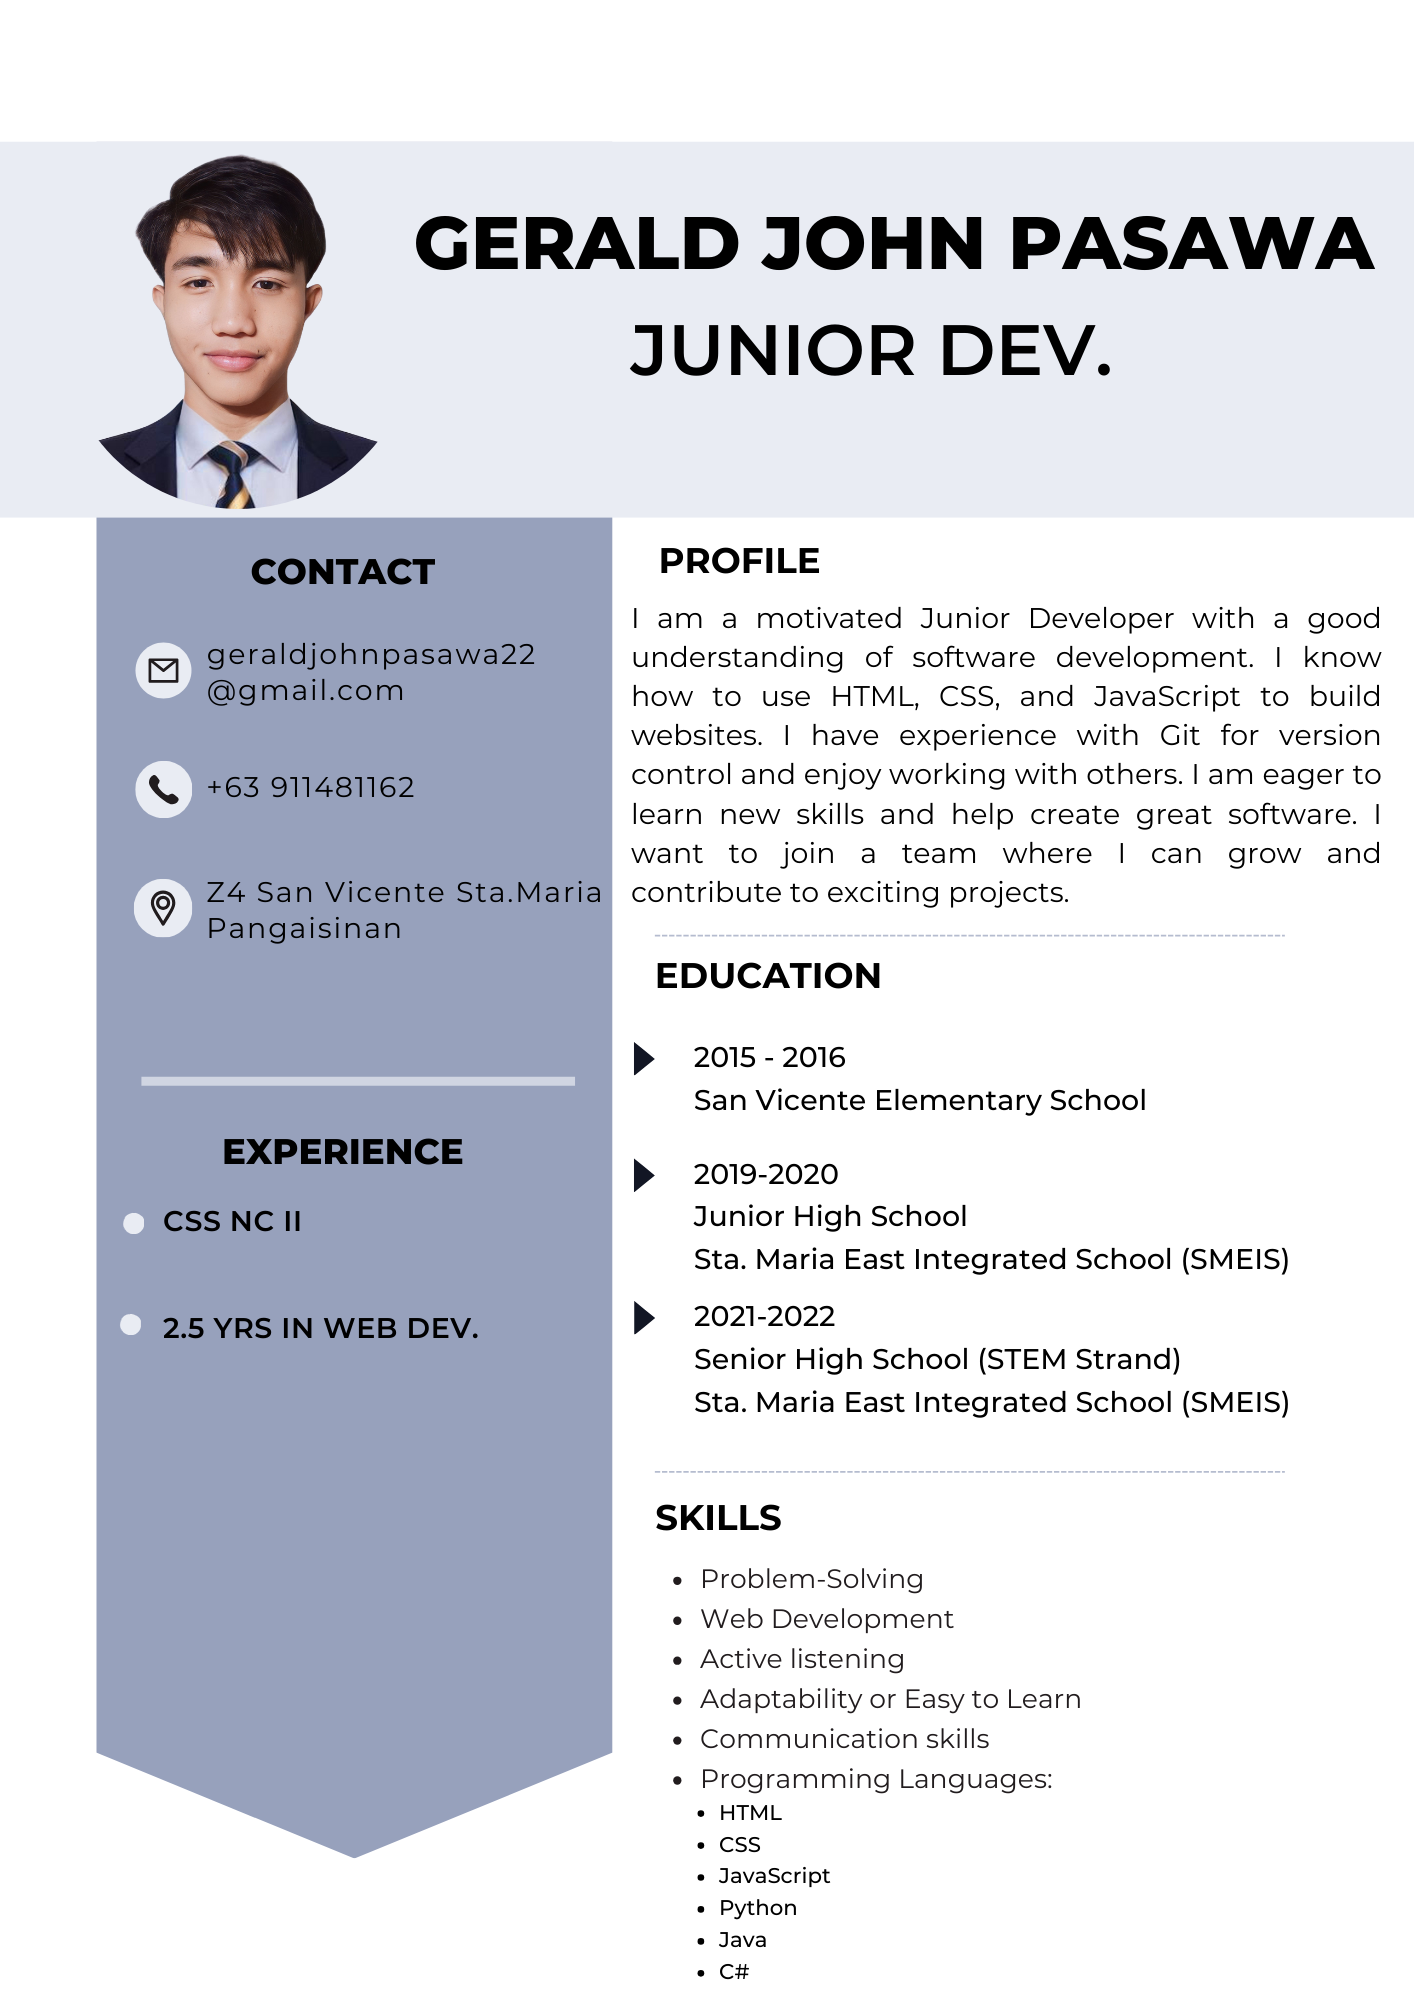 GERALD JOHN PASAWA
JUNIOR DEV.
CONTACT
geraldjohnpasawa22
@gmail.com
+63 911481162
Z4 San Vicente Sta.Maria
Pangaisinan
EXPERIENCE
CSS NC II
2.5 YRS IN WEB DEV.
PROFILE
I am a motivated Junior Developer with a good
understanding of software development. I know
how to use HTML, CSS, and JavaScript to build
websites. I have experience with Git for version
control and enjoy working with others. I am eager to
learn new skills and help create great software. I
want to join a team where I can grow and
contribute to exciting projects.
EDUCATION
2015 - 2016
San Vicente Elementary School
2019-2020
Junior High School
Sta. Maria East Integrated School (SMEIS)
2021-2022
Senior High School (STEM Strand)
Sta. Maria East Integrated School (SMEIS)
SKILLS
• Problem-Solving
• Web Development
• Active listening
• Adaptability or Easy to Learn
• Communication skills
• Programming Languages:
• HTML
• CSS
• JavaScript
• Python
• Java
• C#